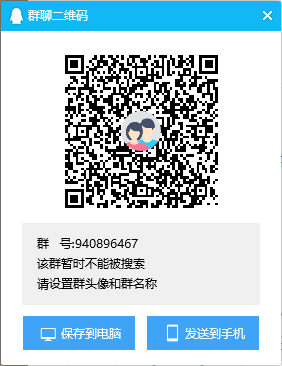 群聊二维码
群 号:940896467
该群暂时不能被搜索
请设置群头像和群名称
保存到电脑
发送到手机